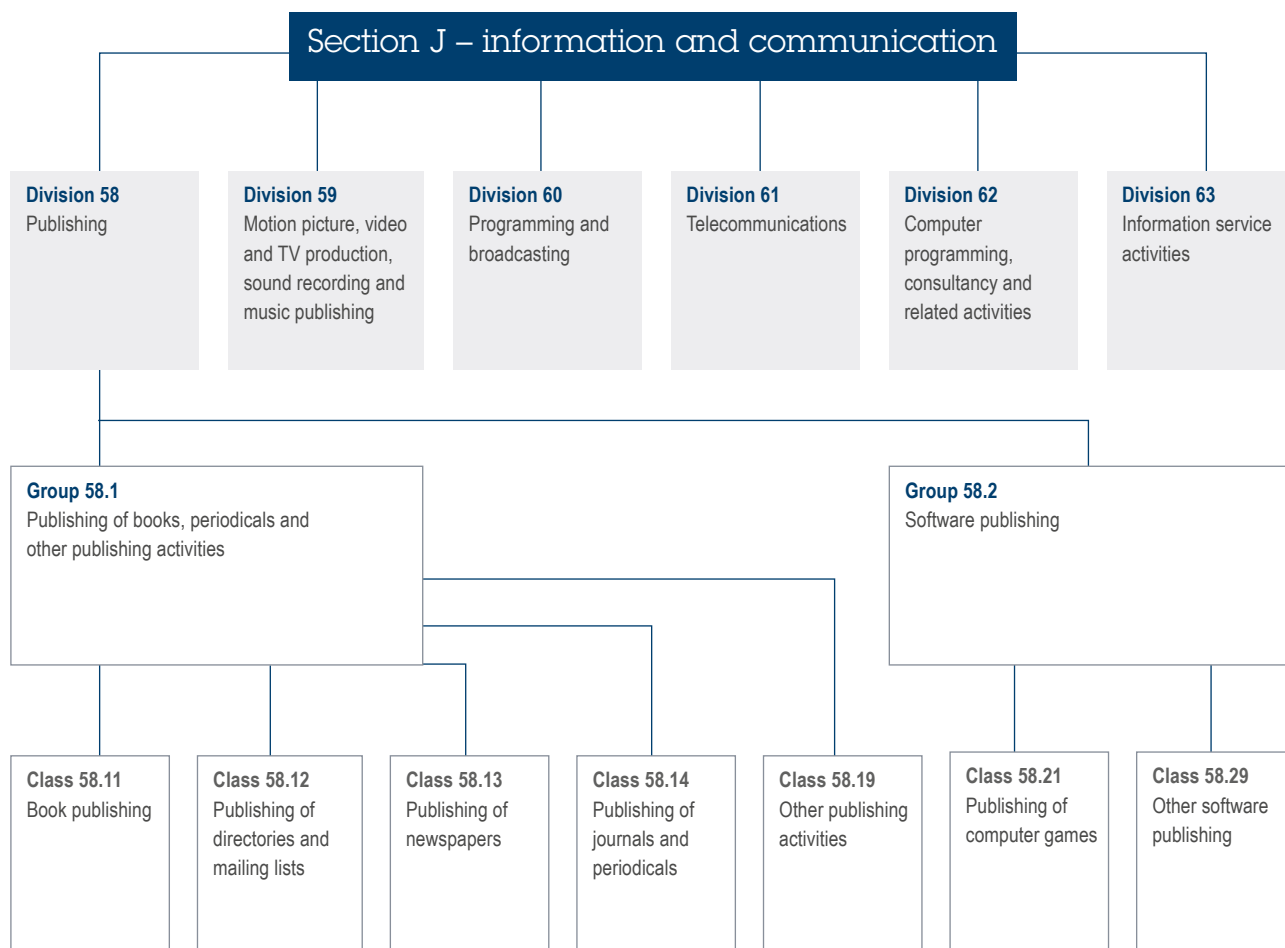 Section J – information and communication
Division 58
Publishing
Division 59
Motion picture, video
and TV production,
sound recording and
music publishing
Division 60
Programming and
broadcasting
Division 61
Telecommunications
Division 62
Computer
programming,
consultancy and
related activities
Division 63
Information service
activities
Group 58.1
Publishing of books, periodicals and
other publishing activities
Group 58.2
Software publishing
Class 58.11
Book publishing
Class 58.12
Publishing of
directories and
mailing lists
Class 58.13
Publishing of
newspapers
Class 58.14
Publishing of
journals and
periodicals
Class 58.19
Other publishing
activities
Class 58.21
Publishing of
computer games
Class 58.29
Other software
publishing